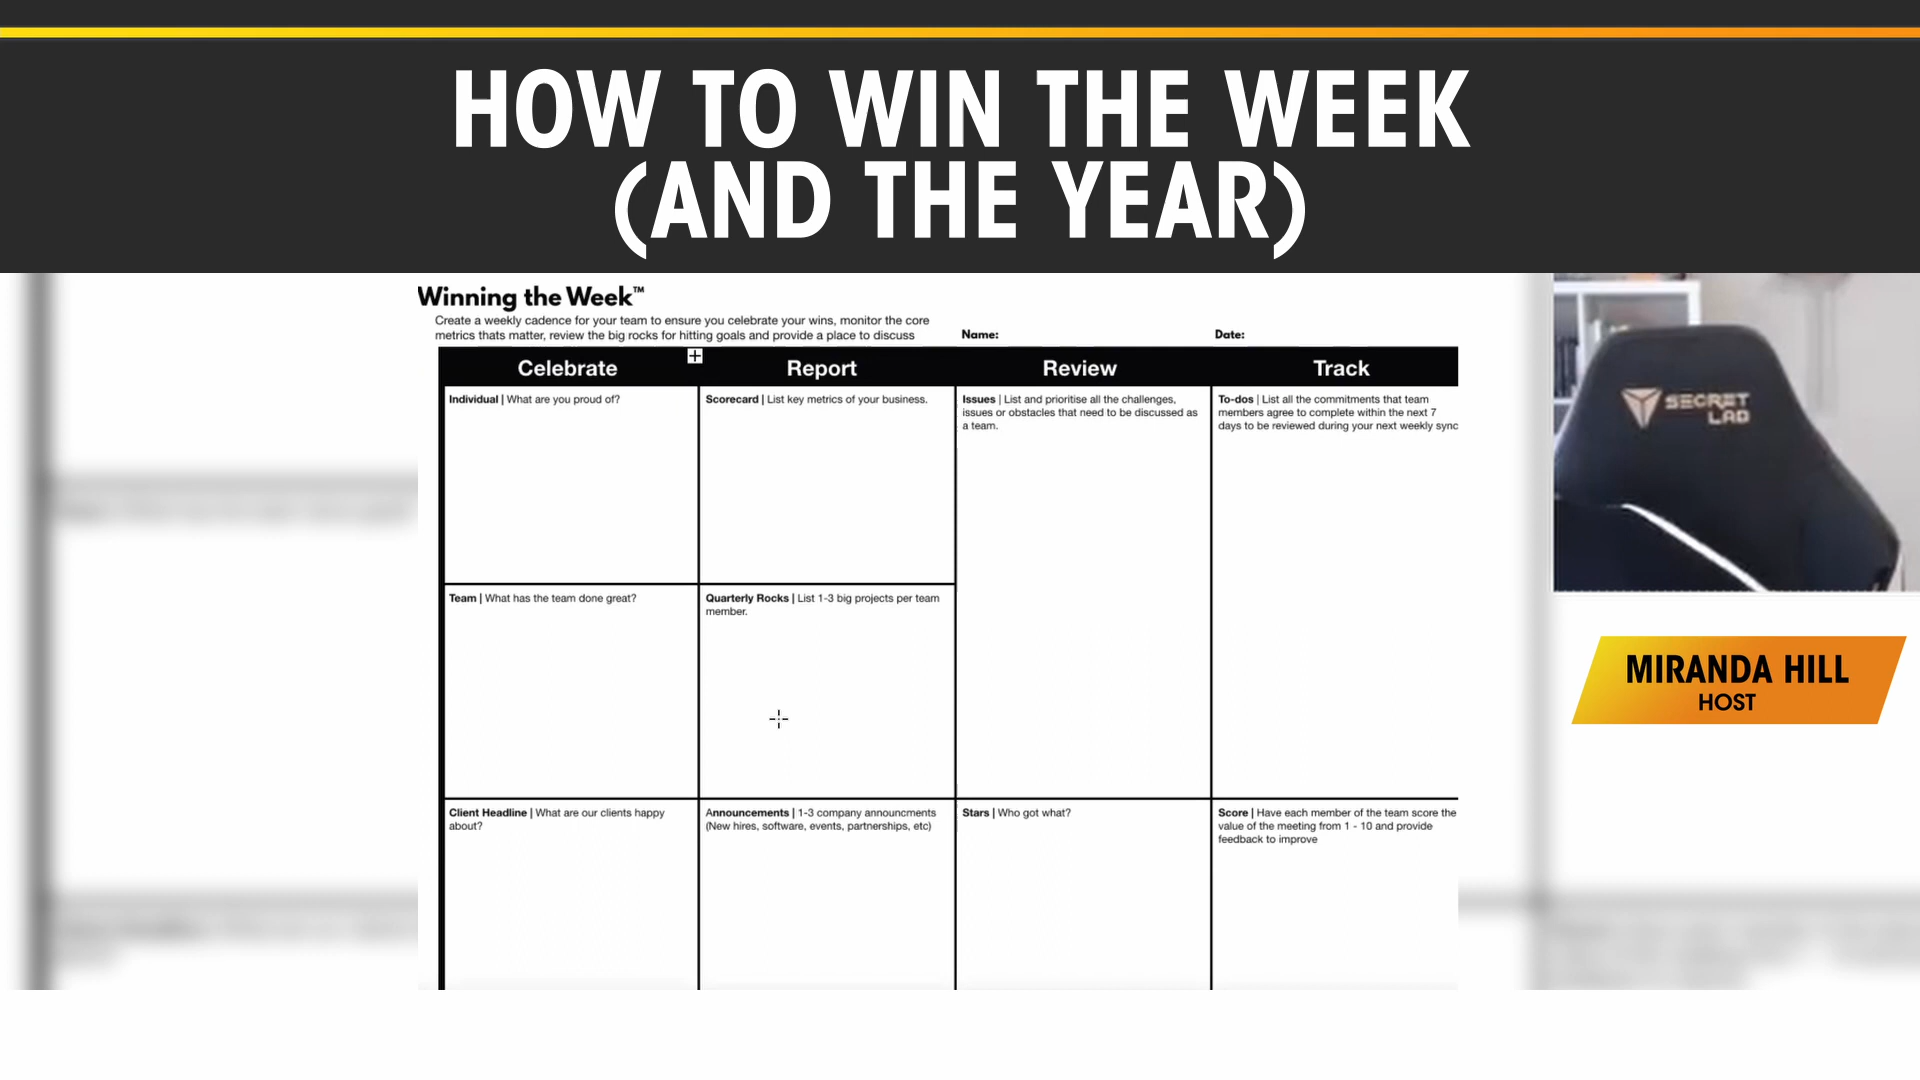 HOW TO WIN THE WEEK
(AND THE YEAR)
Winning the Week™
Create a weekly cadence for your team to ensure you celebrate your wins, monitor the core
metrics thats matter, review the big rocks for hitting goals and provide a place to discuss
Name:
Date:
Celebrate
Report
Review
Track
Individual | What are you proud of?
Scorecard | List key metrics of your business.
Issues | List and prioritise all the challenges,
issues or obstacles that need to be discussed as
a team.
To-dos | List all the commitments that team
members agree to complete within the next 7
days to be reviewed during your next weekly sync
Team | What has the team done great?
Quarterly Rocks | List 1-3 big projects per team
member.
Client Headline | What are our clients happy
about?
Announcements | 1-3 company announcments
(New hires, software, events, partnerships, etc)
Stars | Who got what?
Score | Have each member of the team score the
value of the meeting from 1 - 10 and provide
feedback to improve
SECRET
LAB
MIRANDA HILL
HOST